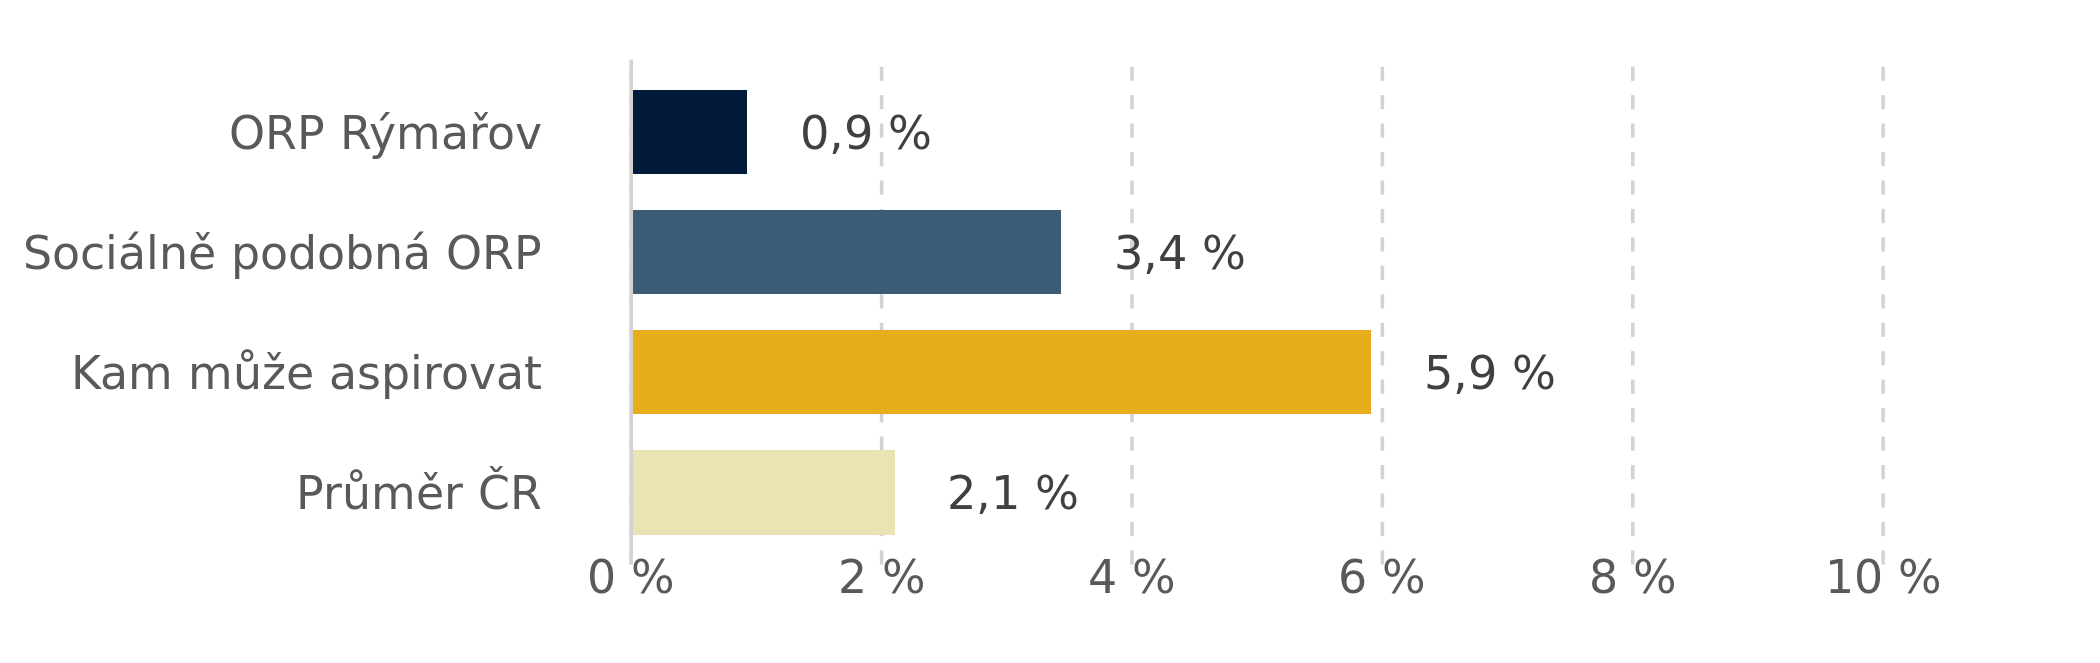 ORP Rýmařov 0,9 %
Sociálně podobná ORP 3,4 %
Kam může aspirovat 5,9 %
Průměr ČR 2,1 %
0 % 2 % 4 % 6 % 8 % 10 %